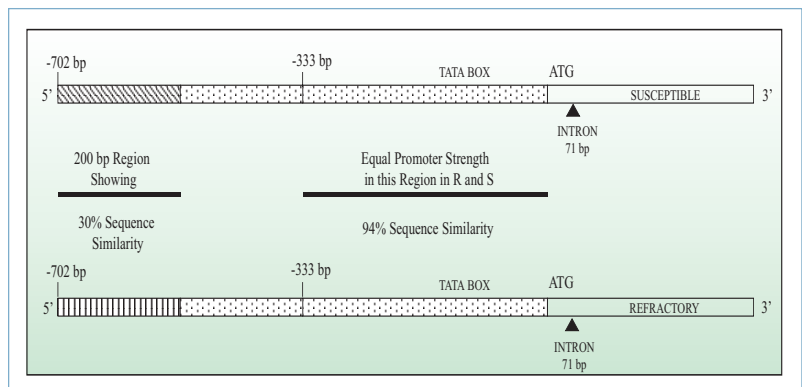 -702 bp
-333 bp
TATA BOX
ATG
5’
SUSCEPTIBLE
3’
INTRON
71 bp
200 bp Region
Showing
Equal Promoter Strength
in this Region in R and S
30% Sequence
Similarity
94% Sequence Similarity
-702 bp
-333 bp
TATA BOX
ATG
5’
REFRACTORY
3’
INTRON
71 bp